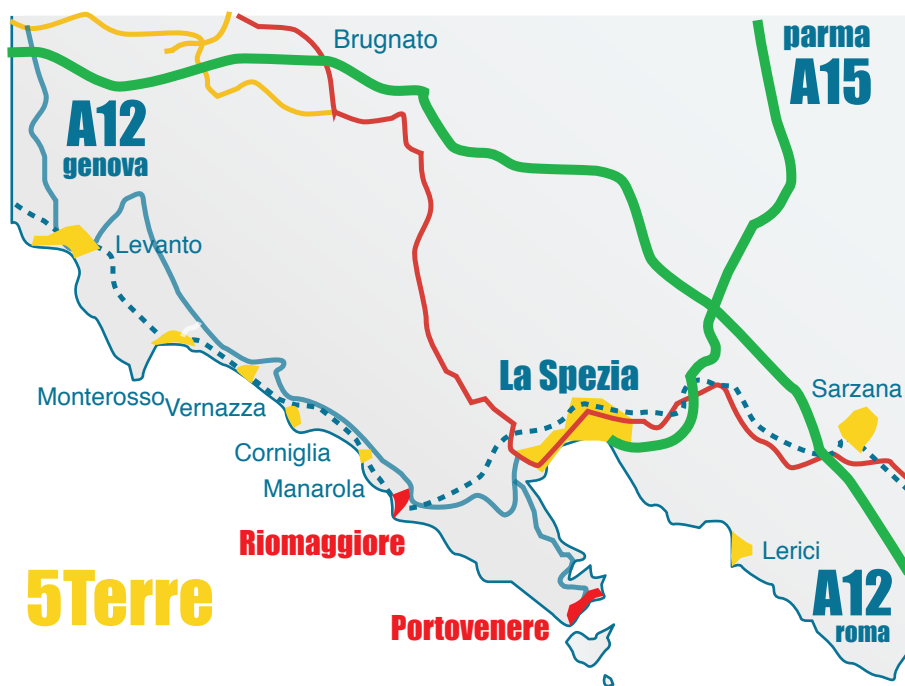 Brugnato
parma
A15
A12
genova
Levanto
La Spezia
Sarzana
Monterosso
Vernazza
Corniglia
Manarola
Riomaggiore
Lerici
5Terre
A12
roma
Portovenere